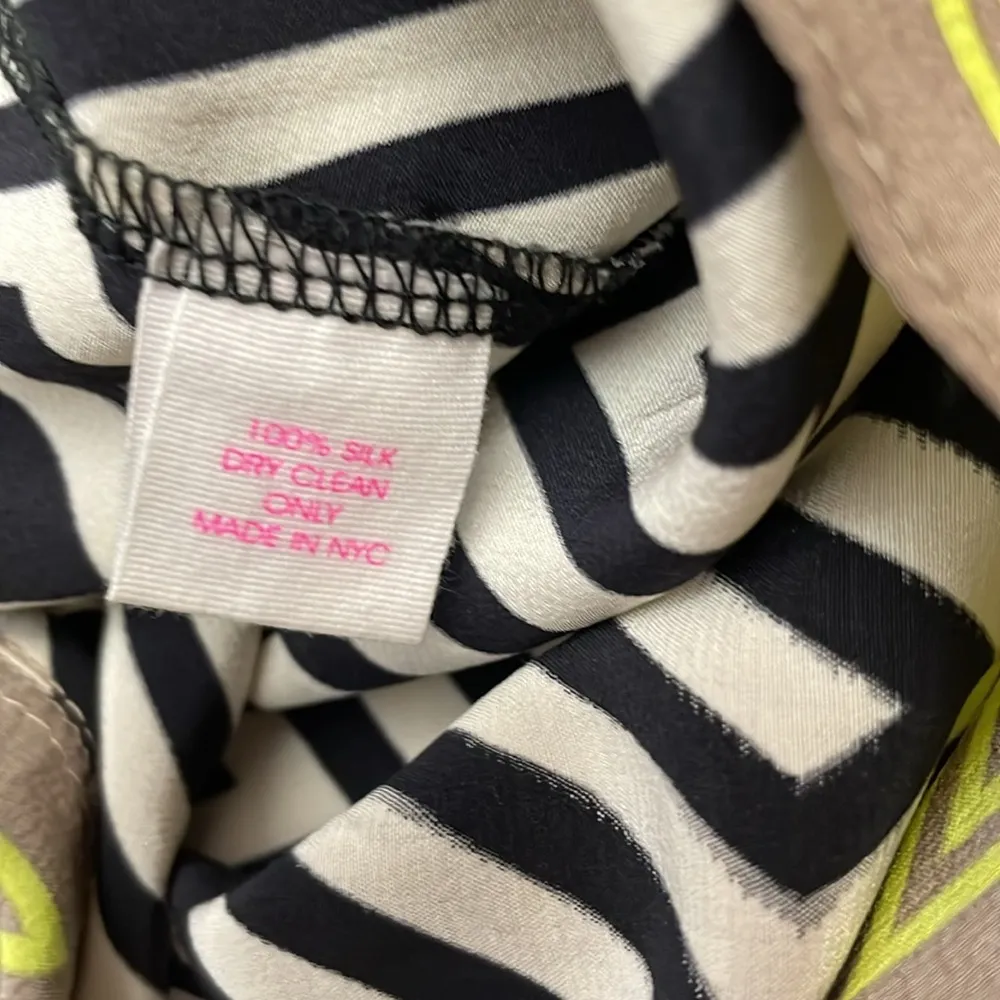 100% SILK
DRY CLEAN
ONLY
MADE IN NYC